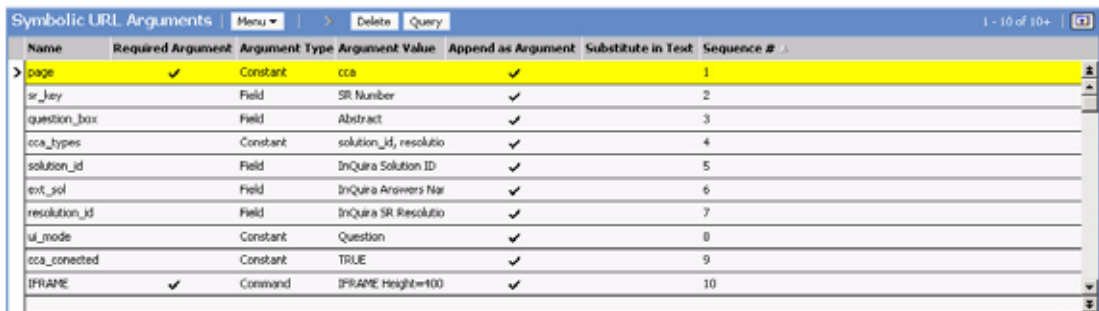 Symbolic URL Arguments Menu Delete Query 1 - 10 of 10+
Name Required Argument Argument Type Argument Value Append as Argument Substitute in Text Sequence #
page Constant cca 1
sr_key Field SR Number 2
question_box Field Abstract 3
cca_types Constant solution_id, resolutio 4
solution_id Field InQuira Solution ID 5
ext_sol Field InQuira Answers Nar 6
resolution_id Field InQuira SR Resolutio 7
ui_mode Constant Question 8
cca_conected Constant TRUE 9
IFRAME Command IFRAME Height=400 10